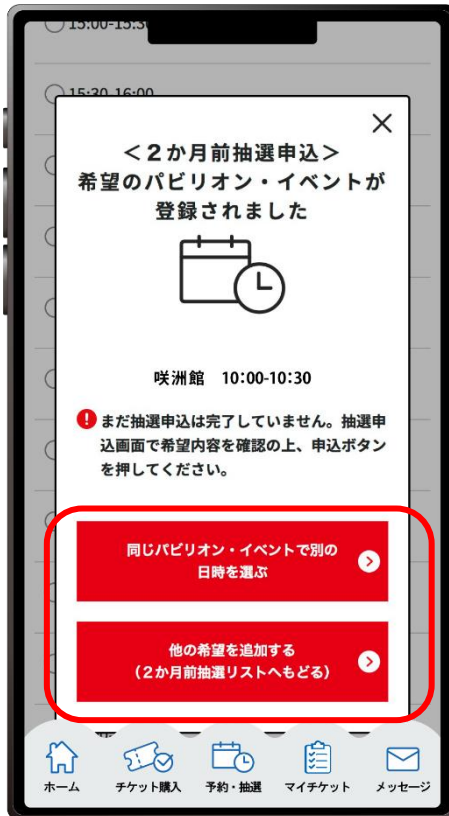 15:00-15:30
15:30-16:00
＜２か月前抽選申込＞
希望のパビリオン・イベントが
登録されました
咲洲館　10:00-10:30
まだ抽選申込は完了していません。抽選申
込画面で希望内容を確認の上、申込ボタン
を押してください。
同じパビリオン・イベントで別の
日時を選ぶ
他の希望を追加する
（２か月前抽選リストへもどる）
ホーム
チケット購入
予約・抽選
マイチケット
メッセージ